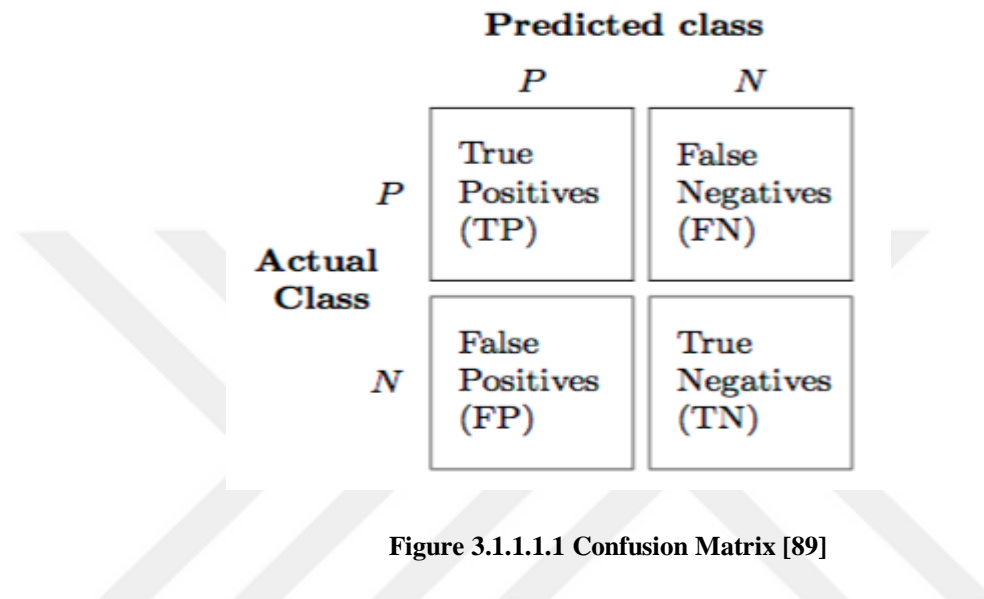 Predicted class
P N
True
Positives
(TP)
False
Negatives
(FN)
P
Actual
Class
N
False
Positives
(FP)
True
Negatives
(TN)
Figure 3.1.1.1.1 Confusion Matrix [89]